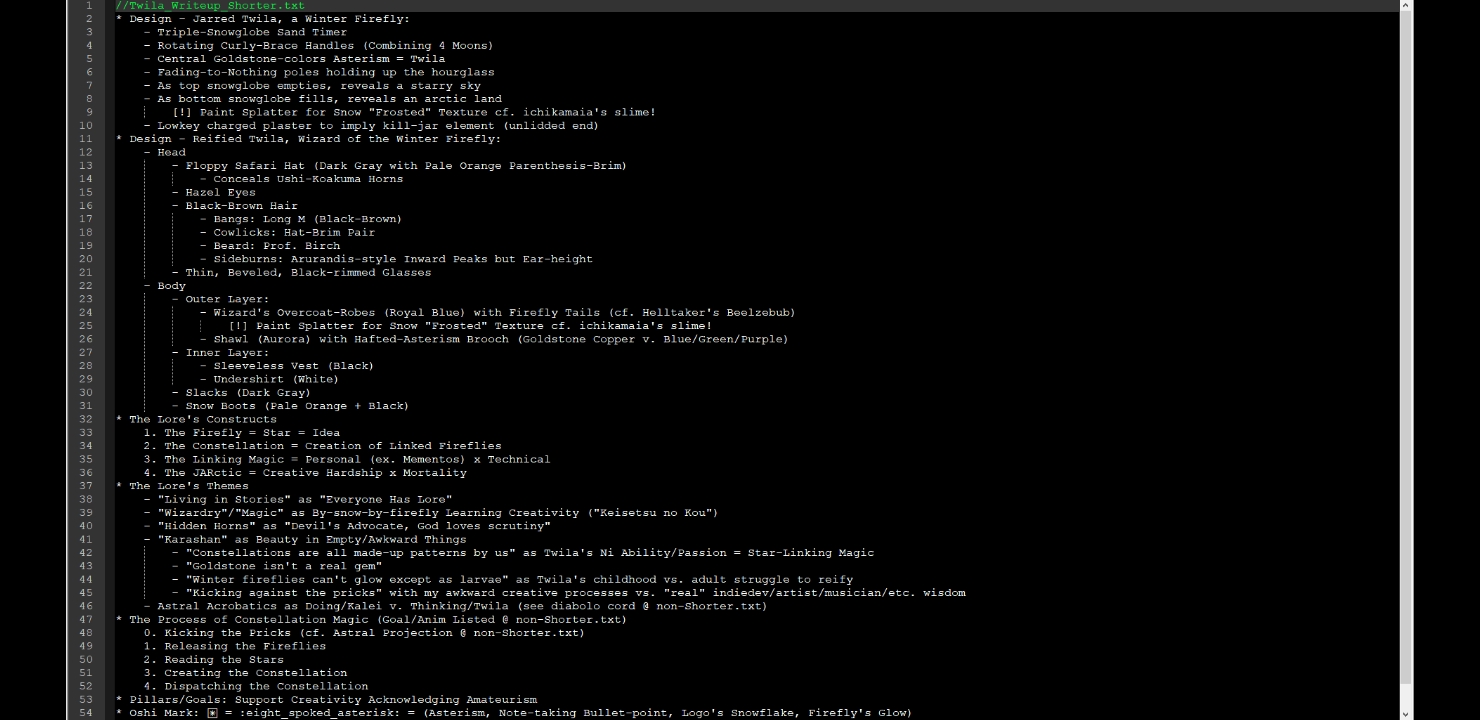 1 //Twila_Writeup_Shorter.txt
2 * Design - Jarred Twila, a Winter Firefly:
3 - Triple-Snowglobe Sand Timer
4 - Rotating Curly-Brace Handles (Combining 4 Moons)
5 - Central Goldstone-colors Asterism = Twila
6 - Fading-to-Nothing poles holding up the hourglass
7 - As top snowglobe empties, reveals a starry sky
8 - As bottom snowglobe fills, reveals an arctic land
9 [!] Paint Splatter for Snow "Frosted" Texture cf. ichikamaia's slime!
10 - Lowkey charged plaster to imply kill-jar element (unlidded end)
11 * Design - Reified Twila, Wizard of the Winter Firefly:
12 - Head
13 - Floppy Safari Hat (Dark Gray with Pale Orange Parenthesis-Brim)
14 - Conceals Ushi-Koakuma Horns
15 - Hazel Eyes
16 - Black-Brown Hair
17 - Bangs: Long M (Black-Brown)
18 - Cowlicks: Hat-Brim Pair
19 - Beard: Prof. Birch
20 - Sideburns: Arurandis-style Inward Peaks but Ear-height
21 - Thin, Beveled, Black-rimmed Glasses
22 - Body
23 - Outer Layer:
24 - Wizard's Overcoat-Robes (Royal Blue) with Firefly Tails (cf. Helltaker's Beelzebub)
25 [!] Paint Splatter for Snow "Frosted" Texture cf. ichikamaia's slime!
26 - Shawl (Aurora) with Hafted-Asterism Brooch (Goldstone Copper v. Blue/Green/Purple)
27 - Inner Layer:
28 - Sleeveless Vest (Black)
29 - Undershirt (White)
30 - Slacks (Dark Gray)
31 - Snow Boots (Pale Orange + Black)
32 * The Lore's Constructs
33 1. The Firefly = Star = Idea
34 2. The Constellation = Creation of Linked Fireflies
35 3. The Linking Magic = Personal (ex. Mementos) x Technical
36 4. The JARctic = Creative Hardship x Mortality
37 * The Lore's Themes
38 - "Living in Stories" as "Everyone Has Lore"
39 - "Wizardry"/"Magic" as By-snow-by-firefly Learning Creativity ("Keisetsu no Kou")
40 - "Hidden Horns" as "Devil's Advocate, God loves scrutiny"
41 - "Karashan" as Beauty in Empty/Awkward Things
42 - "Constellations are all made-up patterns by us" as Twila's Ni Ability/Passion = Star-Linking Magic
43 - "Goldstone isn't a real gem"
44 - "Winter fireflies can't glow except as larvae" as Twila's childhood vs. adult struggle to reify
45 - "Kicking against the pricks" with my awkward creative processes vs. "real" indiedev/artist/musician/etc. wisdom
46 - Astral Acrobatics as Doing/Kalei v. Thinking/Twila (see diabolo cord @ non-Shorter.txt)
47 * The Process of Constellation Magic (Goal/Anim Listed @ non-Shorter.txt)
48 0. Kicking the Pricks (cf. Astral Projection @ non-Shorter.txt)
49 1. Releasing the Fireflies
50 2. Reading the Stars
51 3. Creating the Constellation
52 4. Dispatching the Constellation
53 * Pillars/Goals: Support Creativity Acknowledging Amateurism
54 * Oshi Mark: ✳️ = :eight_spoked_asterisk: = (Asterism, Note-taking Bullet-point, Logo's Snowflake, Firefly's Glow)